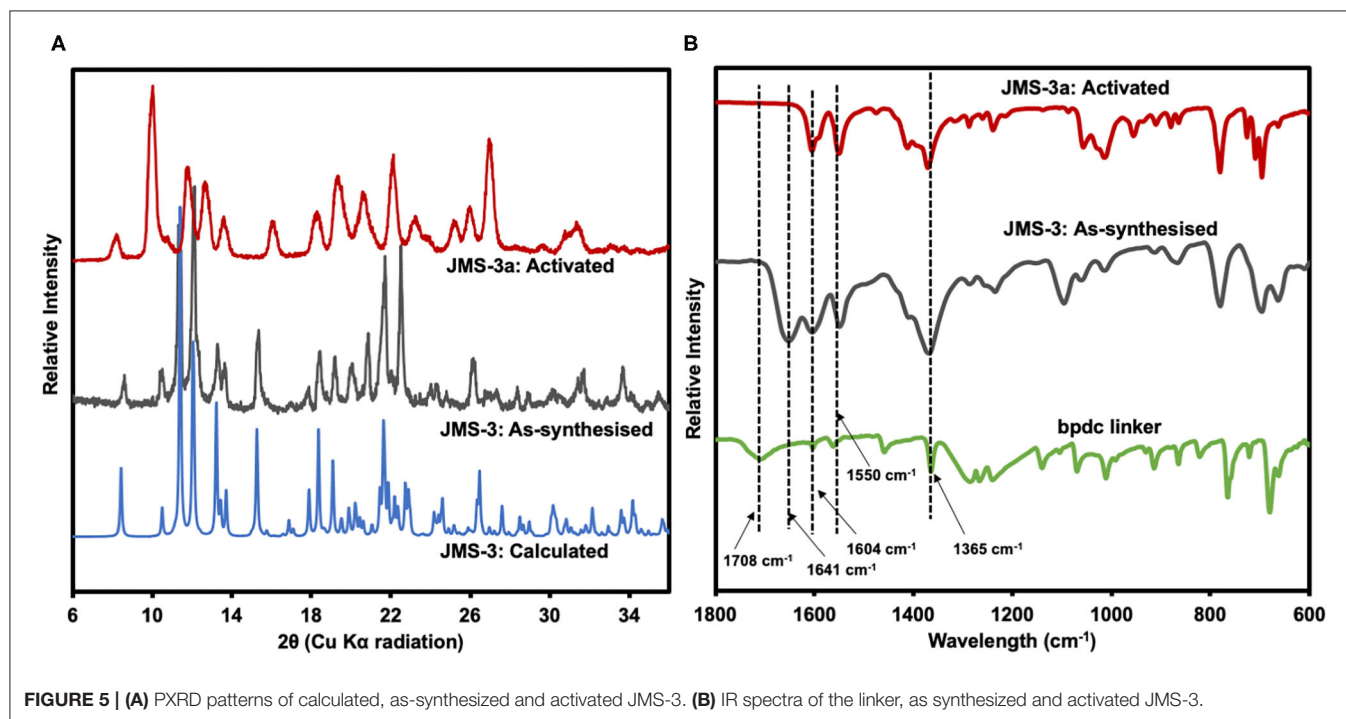 A
Relative Intensity
JMS-3a: Activated
JMS-3: As-synthesised
JMS-3: Calculated
6 10 14 18 22 26 30 34
2θ (Cu Kα radiation)
B
Relative Intensity
JMS-3a: Activated
JMS-3: As-synthesised
bpdc linker
1550 cm-1
1604 cm-1
1365 cm-1
1708 cm-1
1641 cm-1
1800 1600 1400 1200 1000 800 600
Wavelength (cm-1)
FIGURE 5 | (A) PXRD patterns of calculated, as-synthesized and activated JMS-3. (B) IR spectra of the linker, as synthesized and activated JMS-3.